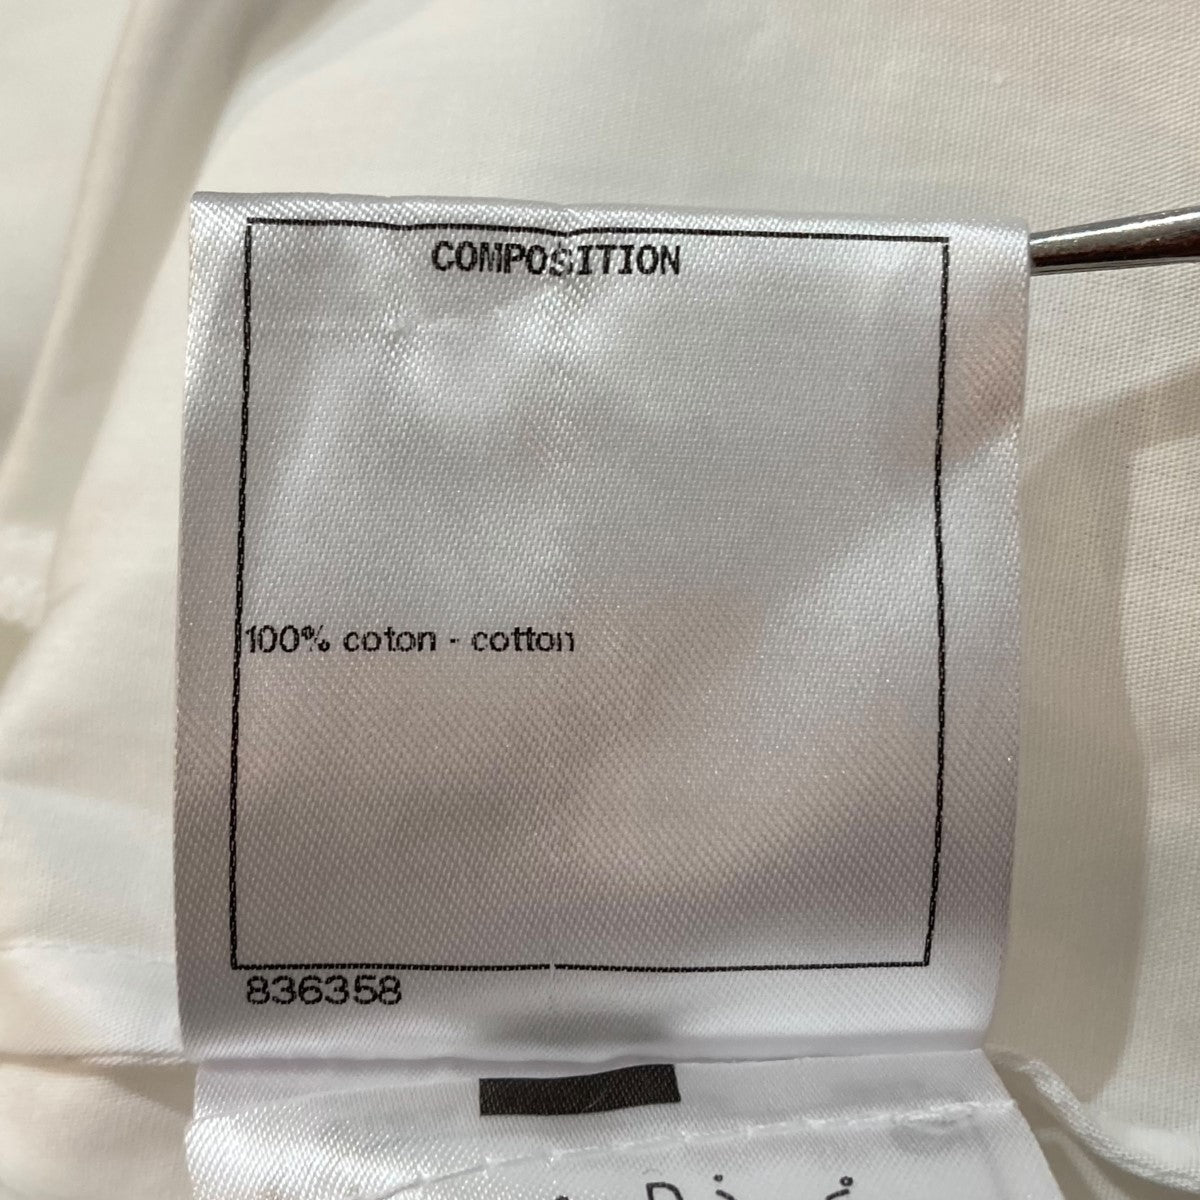 COMPOSITION
100% coton - cotton
836358